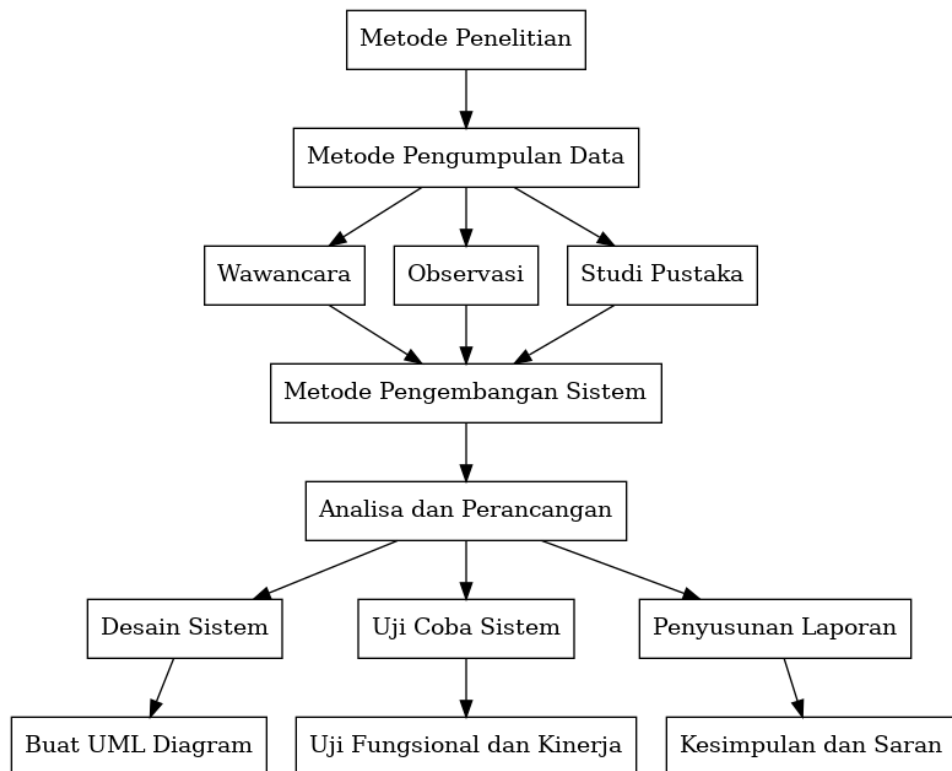 Metode Penelitian
Metode Pengumpulan Data
Wawancara
Observasi
Studi Pustaka
Metode Pengembangan Sistem
Analisa dan Perancangan
Desain Sistem
Uji Coba Sistem
Penyusunan Laporan
Buat UML Diagram
Uji Fungsional dan Kinerja
Kesimpulan dan Saran